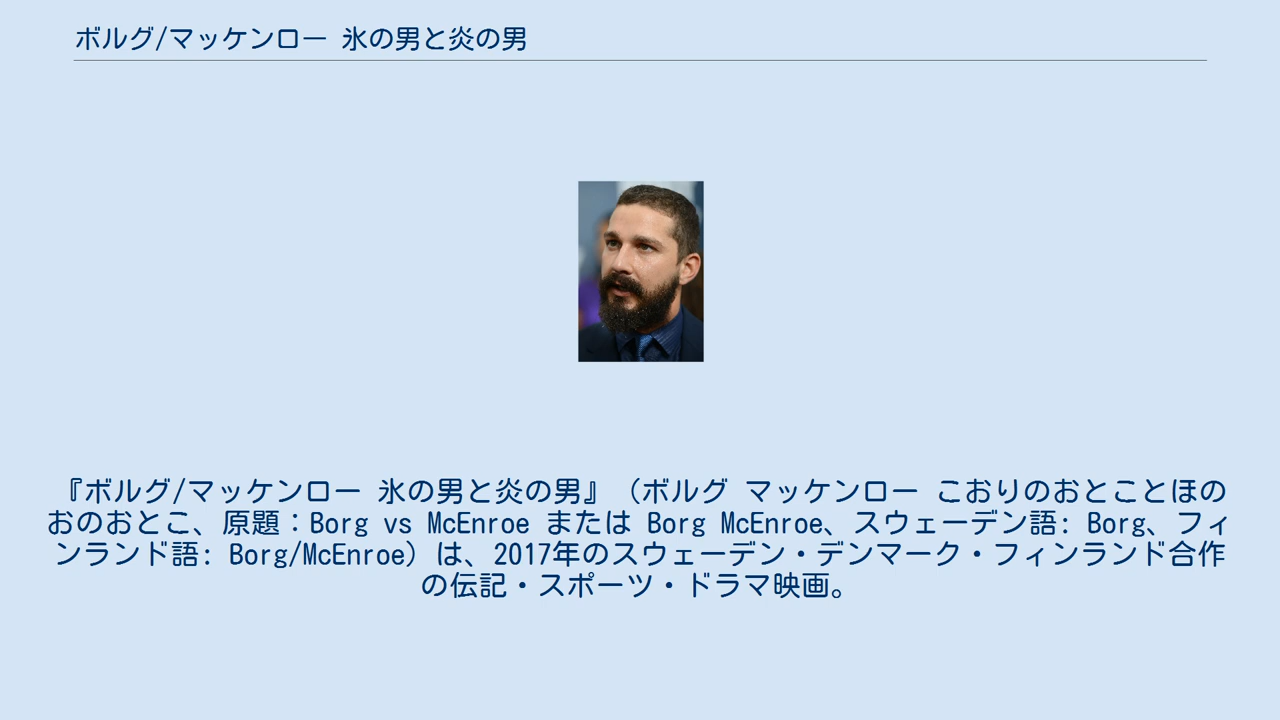 ボルグ/マッケンロー 氷の男と炎の男
『ボルグ/マッケンロー 氷の男と炎の男』（ボルグ マッケンロー こおりのおとことほの
おのおとこ、原題：Borg vs McEnroe または Borg McEnroe、スウェーデン語: Borg、フィ
ンランド語: Borg/McEnroe）は、2017年のスウェーデン・デンマーク・フィンランド合作
の伝記・スポーツ・ドラマ映画。